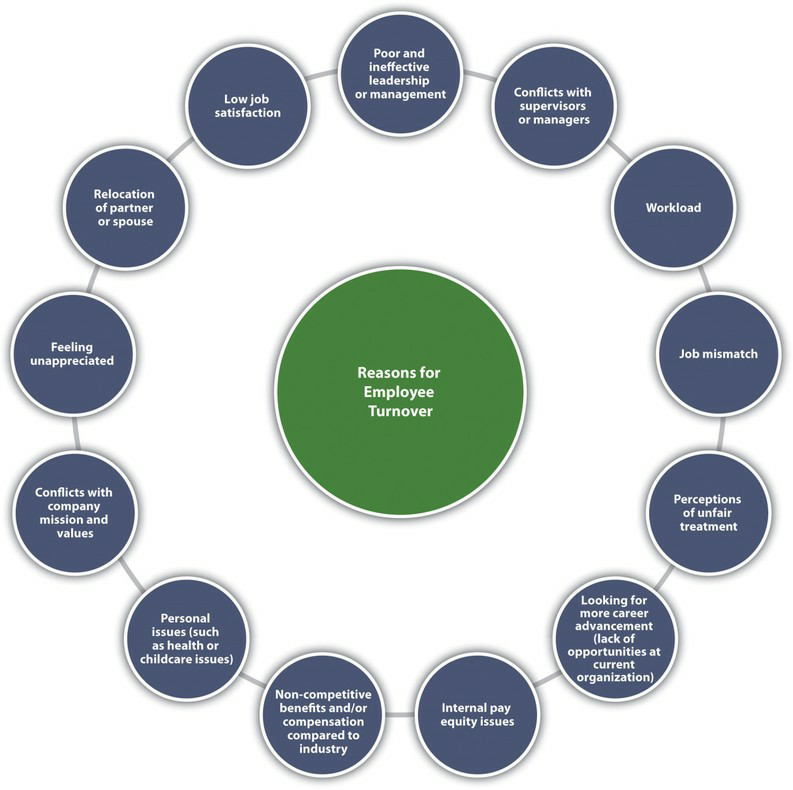 Poor and
ineffective
leadership
or management
Conflicts with
supervisors
or managers
Workload
Job mismatch
Perceptions
of unfair
treatment
Looking for
more career
advancement
(lack of
opportunities at
current
organization)
Internal pay
equity issues
Non-competitive
benefits and/or
compensation
compared to
industry
Personal
issues (such
as health or
childcare issues)
Conflicts with
company
mission and
values
Feeling
unappreciated
Relocation
of partner
or spouse
Low job
satisfaction
Reasons for
Employee
Turnover